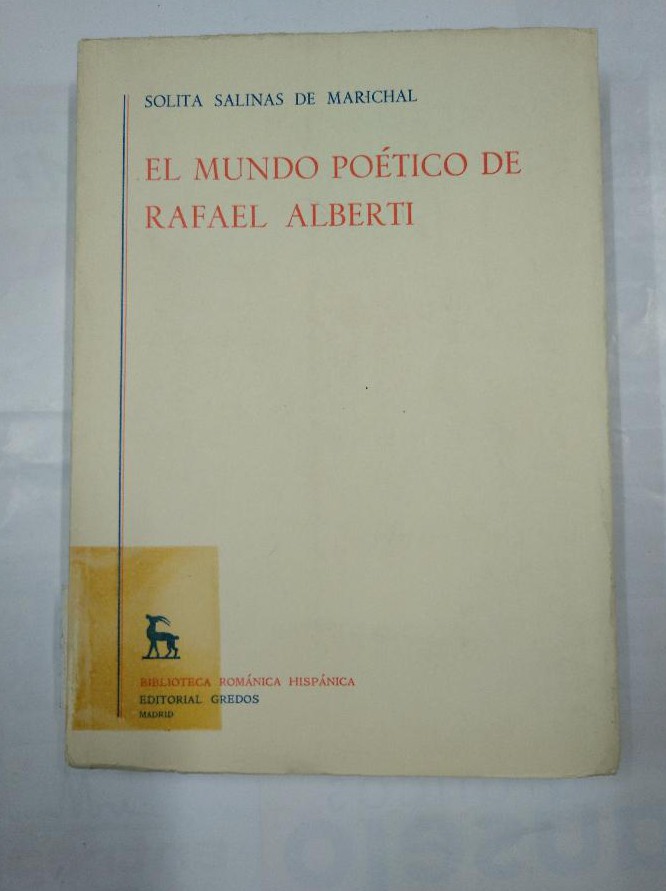 SOLITA SALINAS DE MARICHAL
EL MUNDO POÉTICO DE
RAFAEL ALBERTI
BIBLIOTECA ROMÁNICA HISPÁNICA
EDITORIAL GREDOS
MADRID